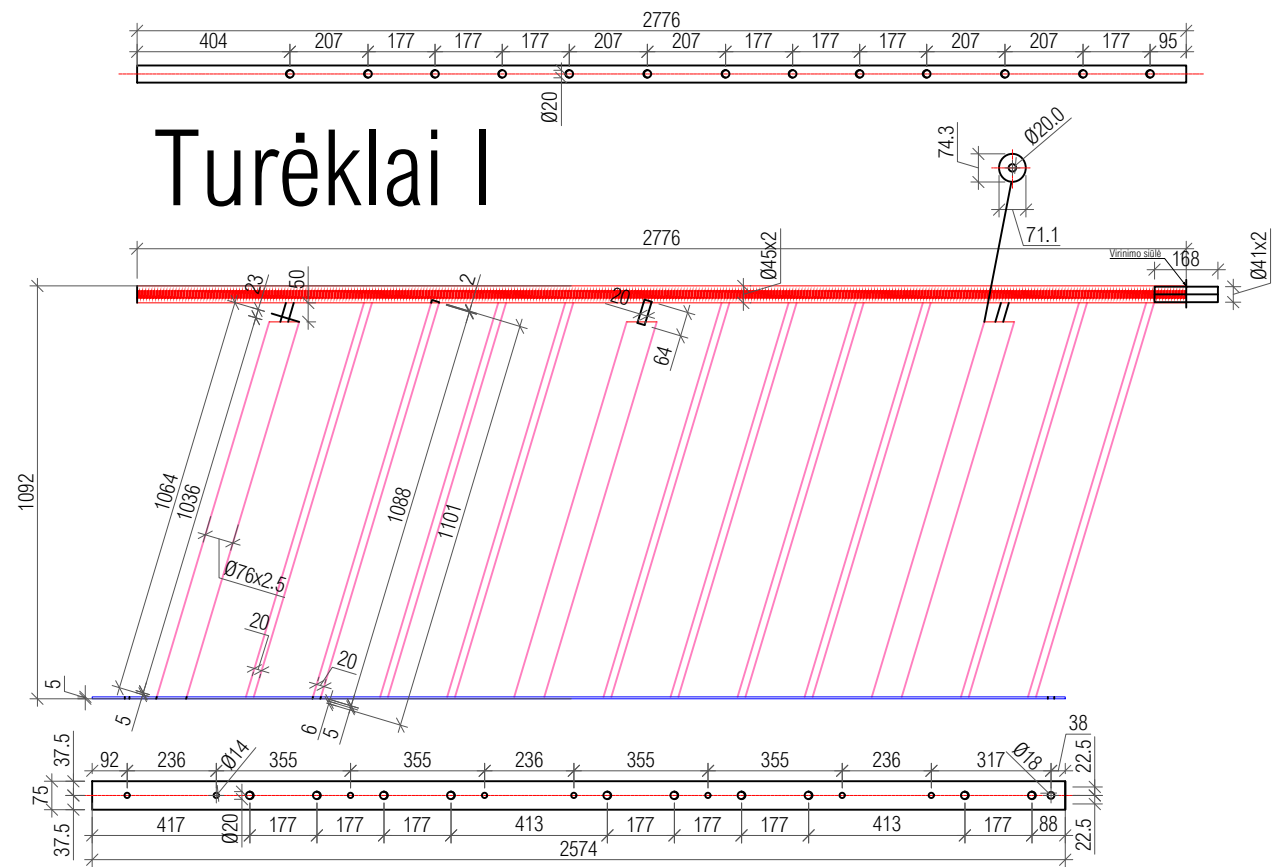 2776
404 207 177 177 177 207 207 177 177 177 207 207 177 95
Ø20
Turėklai I
74.3
Ø20.0
71.1
2776
Virinimo siūlė
168
Ø45x2
Ø41x2
23
50
2
20
64
1092
1064
1036
1088
1101
Ø76x2.5
20
20
5
5
6
5
38
37.5
92 236 Ø14 355 355 236 355 355 236 317 Ø18
22.5
75
37.5
417 Ø20 177 177 177 413 177 177 177 413 177 88
22.5
2574